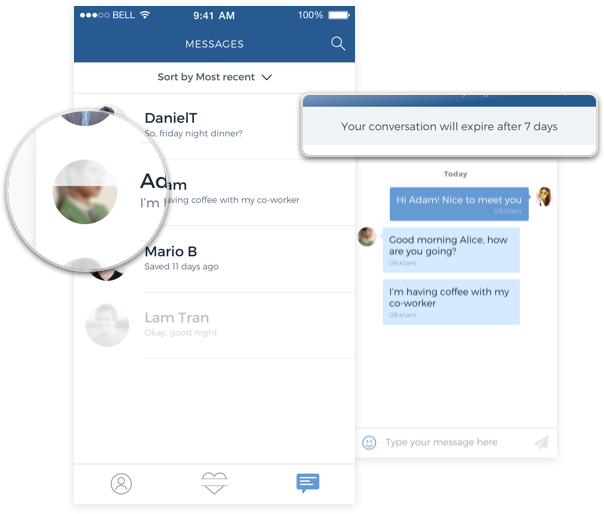 BELL 9:41 AM 100%
MESSAGES
Sort by Most recent
DanielT
So, friday night dinner?
Adam
I'm having coffee with my co-worker
Mario B
Saved 11 days ago
Lam Tran
Okay, good night
Your conversation will expire after 7 days
Today
Hi Adam! Nice to meet you
09:41am
Good morning Alice, how
are you going?
09:41am
I'm having coffee with my
co-worker
09:41am
Type your message here